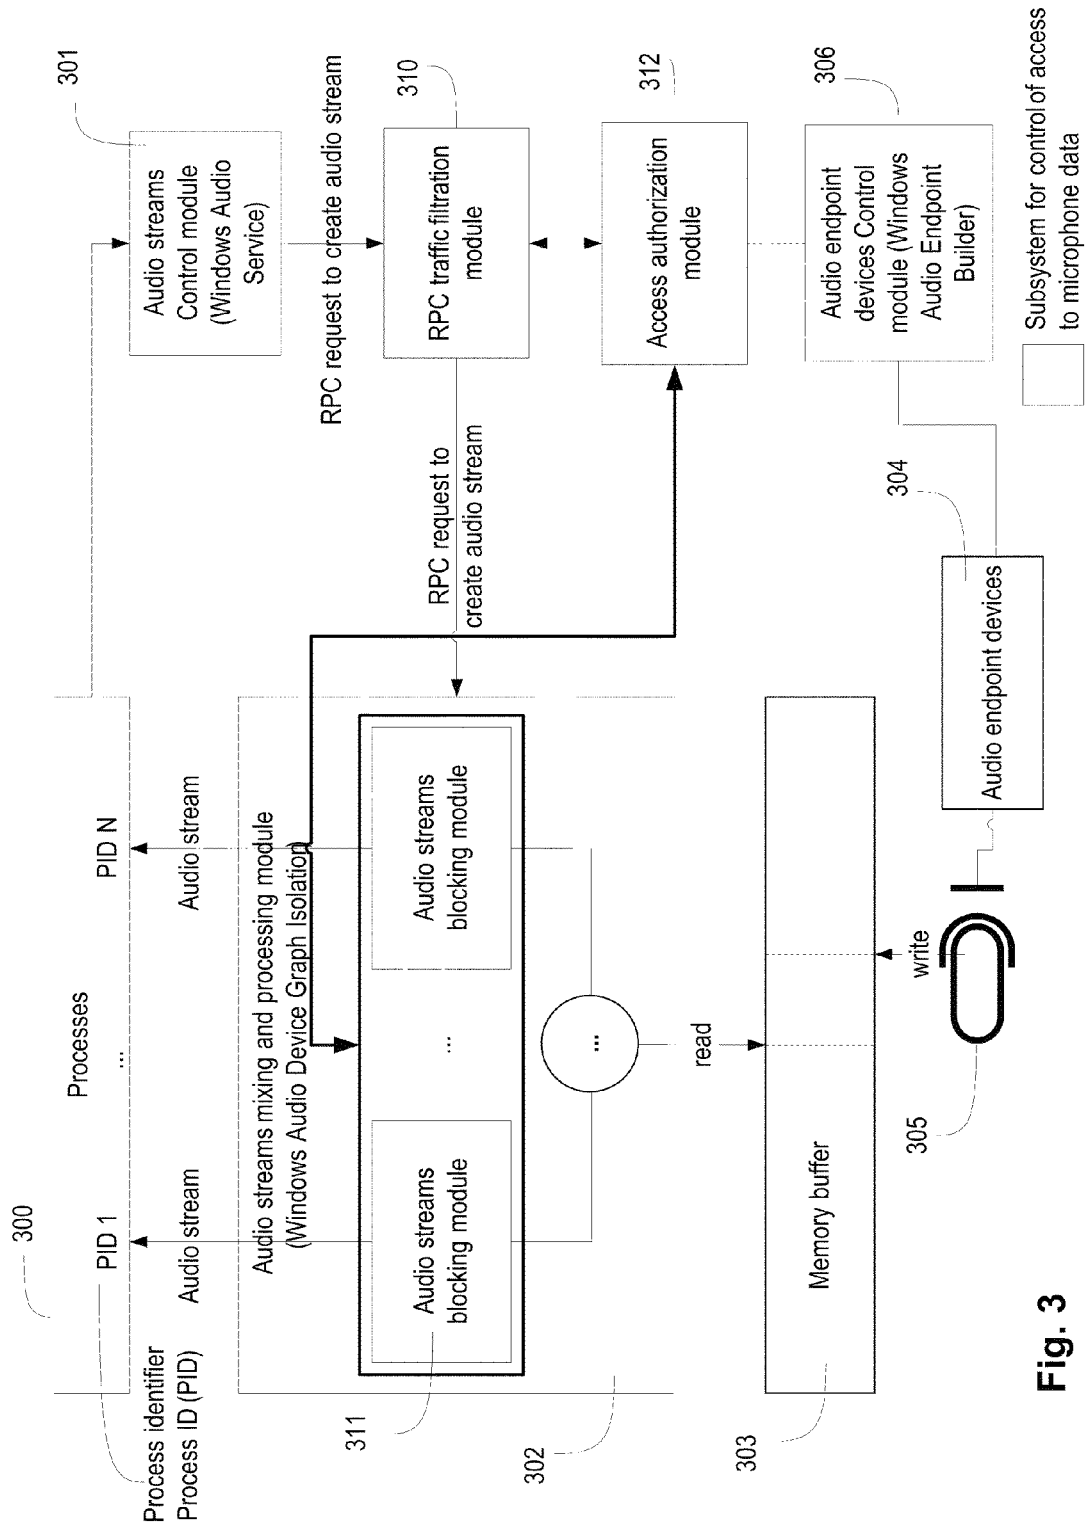 300
Process identifier
Process ID (PID)
PID 1
Processes
...
PID N
301
Audio streams
Control module
(Windows Audio
Service)
Audio stream
Audio stream
RPC request to create audio stream
Audio streams mixing and processing module
(Windows Audio Device Graph Isolation)
310
RPC traffic filtration
module
RPC request to
create audio stream
311
Audio streams
blocking module
...
Audio streams
blocking module
302
...
312
Access authorization
module
read
303
Memory buffer
306
Audio endpoint
devices Control
module (Windows
Audio Endpoint
Builder)
write
305
304
Audio endpoint devices
Subsystem for control of access
to microphone data
Fig. 3